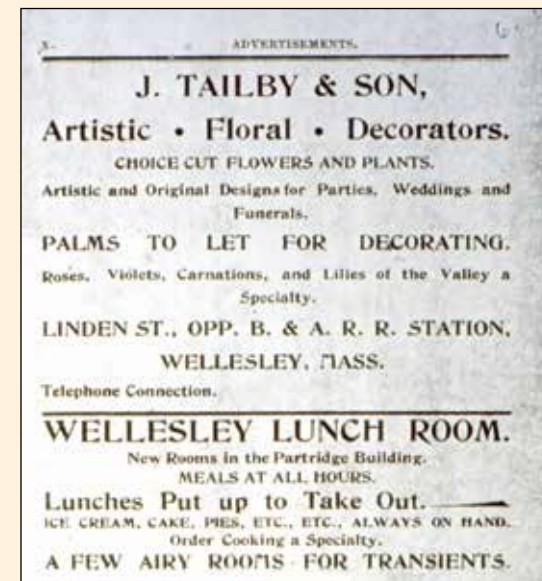 X. ADVERTISEMENTS.
J. TAILBY & SON,
Artistic • Floral • Decorators.
CHOICE CUT FLOWERS AND PLANTS.
Artistic and Original Designs for Parties, Weddings and
Funerals.
PALMS TO LET FOR DECORATING.
Roses, Violets, Carnations, and Lilies of the Valley a
Specialty.
LINDEN ST., OPP. B. & A. R. R. STATION,
WELLESLEY, MASS.
Telephone Connection.
WELLESLEY LUNCH ROOM.
New Rooms in the Partridge Building.
MEALS AT ALL HOURS.
Lunches Put up to Take Out.
ICE CREAM, CAKE, PIES, ETC., ETC., ALWAYS ON HAND.
Order Cooking a Specialty.
A FEW AIRY ROOMS FOR TRANSIENTS.